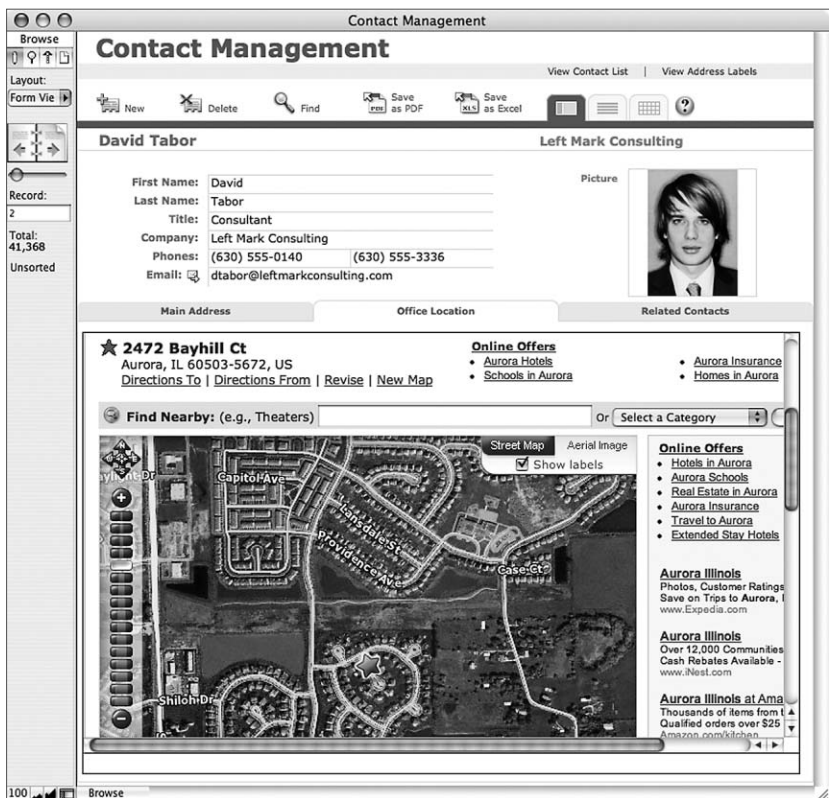 Contact Management
Browse
Layout:
Form Vie
Record:
2
Total:
41,368
Unsorted
Contact Management
View Contact List | View Address Labels
New
Delete
Find
PDF
Save as PDF
XLS
Save as Excel
?
David Tabor
Left Mark Consulting
First Name: David
Last Name: Tabor
Title: Consultant
Company: Left Mark Consulting
Phones: (630) 555-0140 (630) 555-3336
Email: dtabor@leftmarkconsulting.com
Picture
Main Address
Office Location
Related Contacts
2472 Bayhill Ct
Aurora, IL 60503-5672, US
Directions To | Directions From | Revise | New Map
Online Offers
• Aurora Hotels
• Schools in Aurora
• Aurora Insurance
• Homes in Aurora
Find Nearby: (e.g., Theaters) Or Select a Category
Street Map
Aerial Image
Show labels
N
Capitol Ave
Lansdale St
Providence Ave
Case Ct
Shiloh Dr
Online Offers
• Hotels in Aurora
• Aurora Schools
• Real Estate in Aurora
• Aurora Insurance
• Travel to Aurora
• Extended Stay Hotels
Aurora Illinois
Photos, Customer Ratings
Save on Trips to Aurora,
www.Expedia.com
Aurora Illinois
Over 12,000 Communities
Cash Rebates Available -
www.iNest.com
Aurora Illinois at Ama
Thousands of items from t
Qualified orders over $25
Amazon.com/kitchen
100
Browse